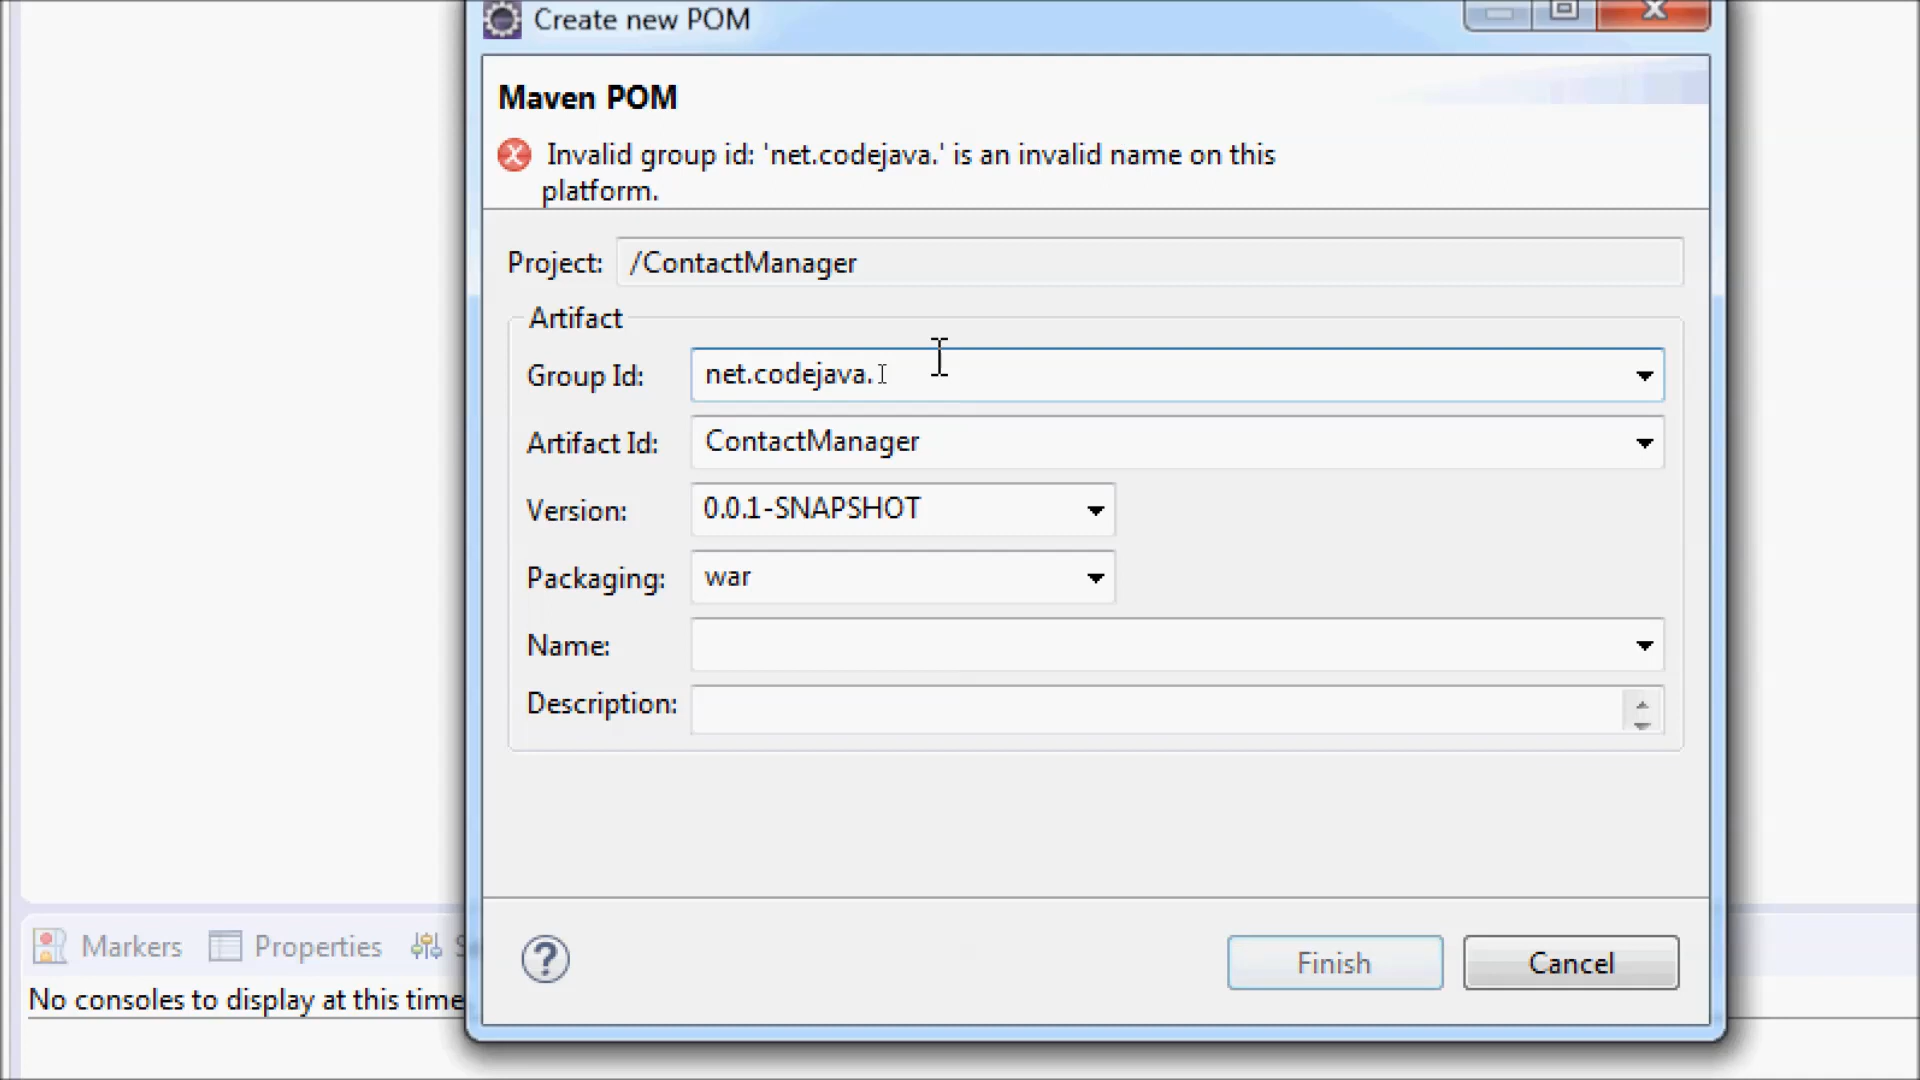 Create new POM
Maven POM
Invalid group id: 'net.codejava.' is an invalid name on this
platform.
Project: /ContactManager
Artifact
Group Id: net.codejava.
Artifact Id: ContactManager
Version: 0.0.1-SNAPSHOT
Packaging: war
Name:
Description:
Markers Properties S
No consoles to display at this time
? Finish Cancel